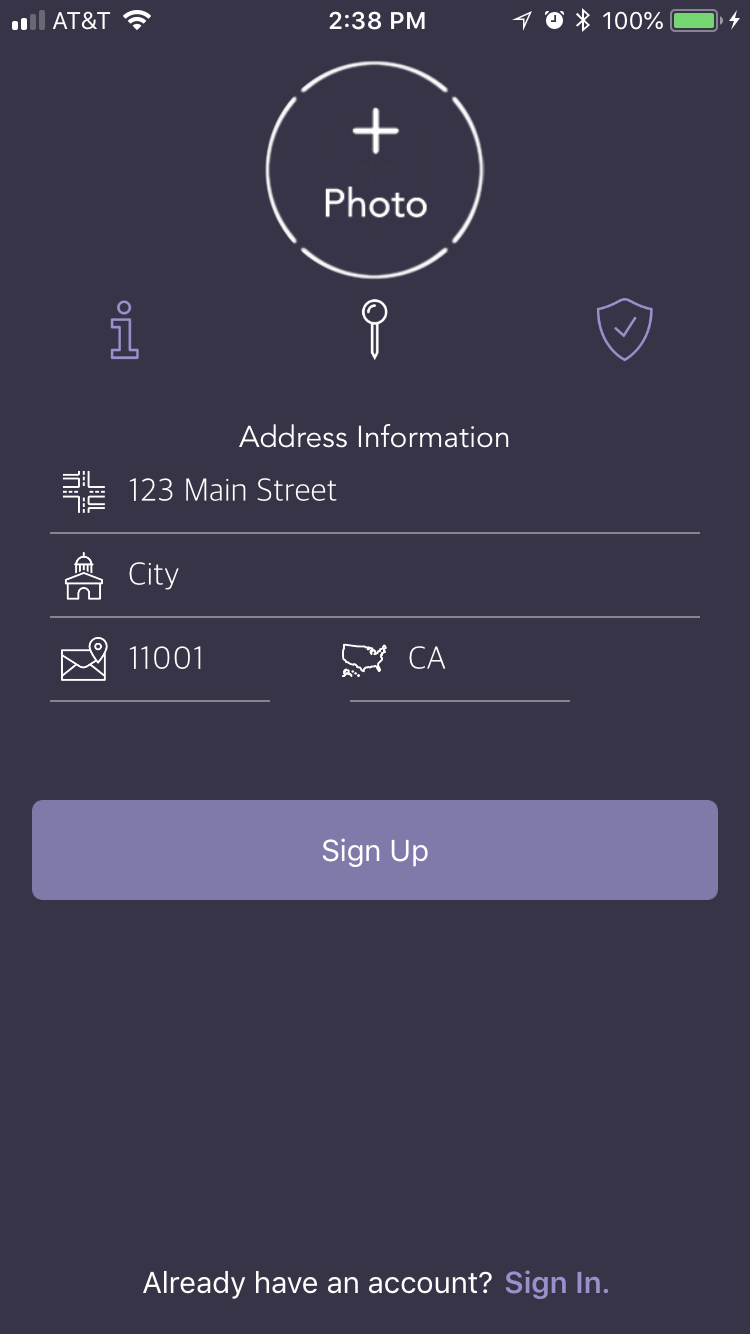 AT&T 2:38 PM 100%
Photo
Address Information
123 Main Street
City
11001 CA
Sign Up
Already have an account? Sign In.